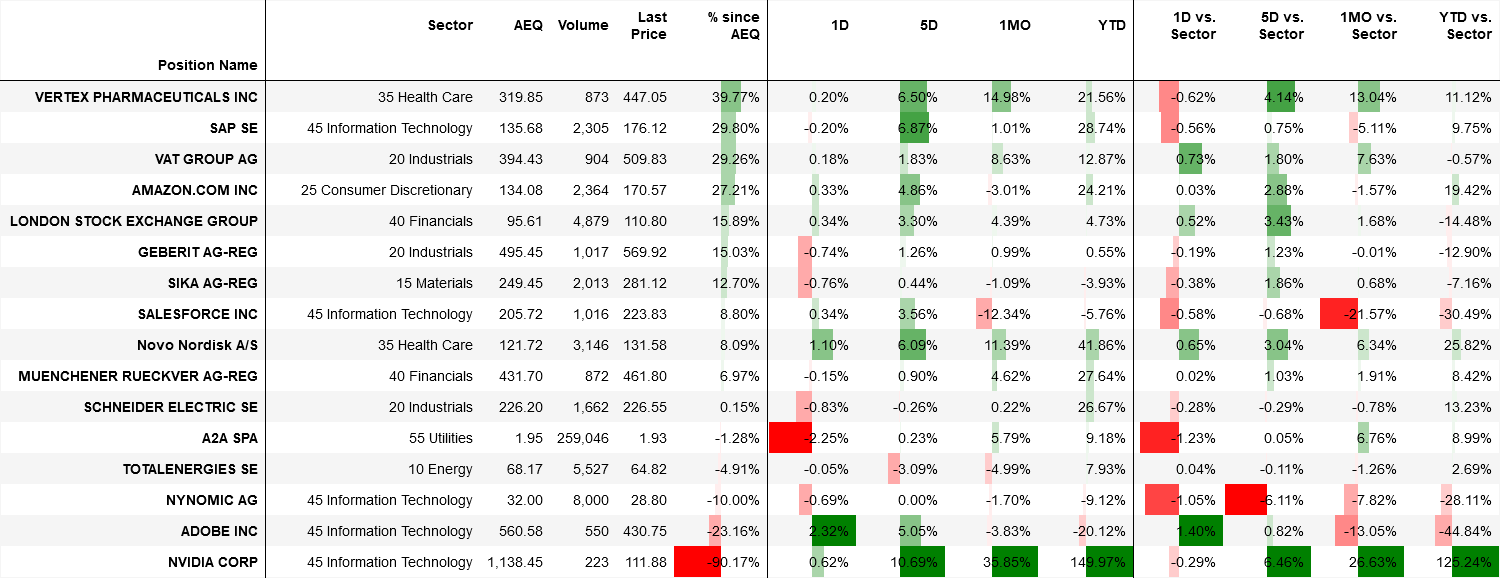 Position Name Sector AEQ Volume Last Price % since AEQ 1D 5D 1MO YTD 1D vs. Sector 5D vs. Sector 1MO vs. Sector YTD vs. Sector
VERTEX PHARMACEUTICALS INC 35 Health Care 319.85 873 447.05 39.77% 0.20% 6.50% 14.98% 21.56% -0.62% 4.14% 13.04% 11.12%
SAP SE 45 Information Technology 135.68 2,305 176.12 29.80% -0.20% 6.87% 1.01% 28.74% -0.56% 0.75% -5.11% 9.75%
VAT GROUP AG 20 Industrials 394.43 904 509.83 29.26% 0.18% 1.83% 8.63% 12.87% 0.73% 1.80% 7.63% -0.57%
AMAZON.COM INC 25 Consumer Discretionary 134.08 2,364 170.57 27.21% 0.33% 4.86% -3.01% 24.21% 0.03% 2.88% -1.57% 19.42%
LONDON STOCK EXCHANGE GROUP 40 Financials 95.61 4,879 110.80 15.89% 0.34% 3.30% 4.39% 4.73% 0.52% 3.43% 1.68% -14.48%
GEBERIT AG-REG 20 Industrials 495.45 1,017 569.92 15.03% -0.74% 1.26% 0.99% 0.55% -0.19% 1.23% -0.01% -12.90%
SIKA AG-REG 15 Materials 249.45 2,013 281.12 12.70% -0.76% 0.44% -1.09% -3.93% -0.38% 1.86% 0.68% -7.16%
SALESFORCE INC 45 Information Technology 205.72 1,016 223.83 8.80% 0.34% 3.56% -12.34% -5.76% -0.58% -0.68% -21.57% -30.49%
Novo Nordisk A/S 35 Health Care 121.72 3,146 131.58 8.09% 1.10% 6.09% 11.39% 41.86% 0.65% 3.04% 6.34% 25.82%
MUENCHENER RUECKVER AG-REG 40 Financials 431.70 872 461.80 6.97% -0.15% 0.90% 4.62% 27.64% 0.02% 1.03% 1.91% 8.42%
SCHNEIDER ELECTRIC SE 20 Industrials 226.20 1,662 226.55 0.15% -0.83% -0.26% 0.22% 26.67% -0.28% -0.29% -0.78% 13.23%
A2A SPA 55 Utilities 1.95 259,046 1.93 -1.28% -2.25% 0.23% 5.79% 9.18% -1.23% 0.05% 6.76% 8.99%
TOTALENERGIES SE 10 Energy 68.17 5,527 64.82 -4.91% -0.05% -3.09% -4.99% 7.93% 0.04% -0.11% -1.26% 2.69%
NYNOMIC AG 45 Information Technology 32.00 8,000 28.80 -10.00% -0.69% 0.00% -1.70% -9.12% -1.05% -6.11% -7.82% -28.11%
ADOBE INC 45 Information Technology 560.58 550 430.75 -23.16% 2.32% 5.05% -3.83% -20.12% 1.40% 0.82% -13.05% -44.84%
NVIDIA CORP 45 Information Technology 1,138.45 223 111.88 -90.17% 0.62% 10.69% 35.85% 149.97% -0.29% 6.46% 26.63% 125.24%